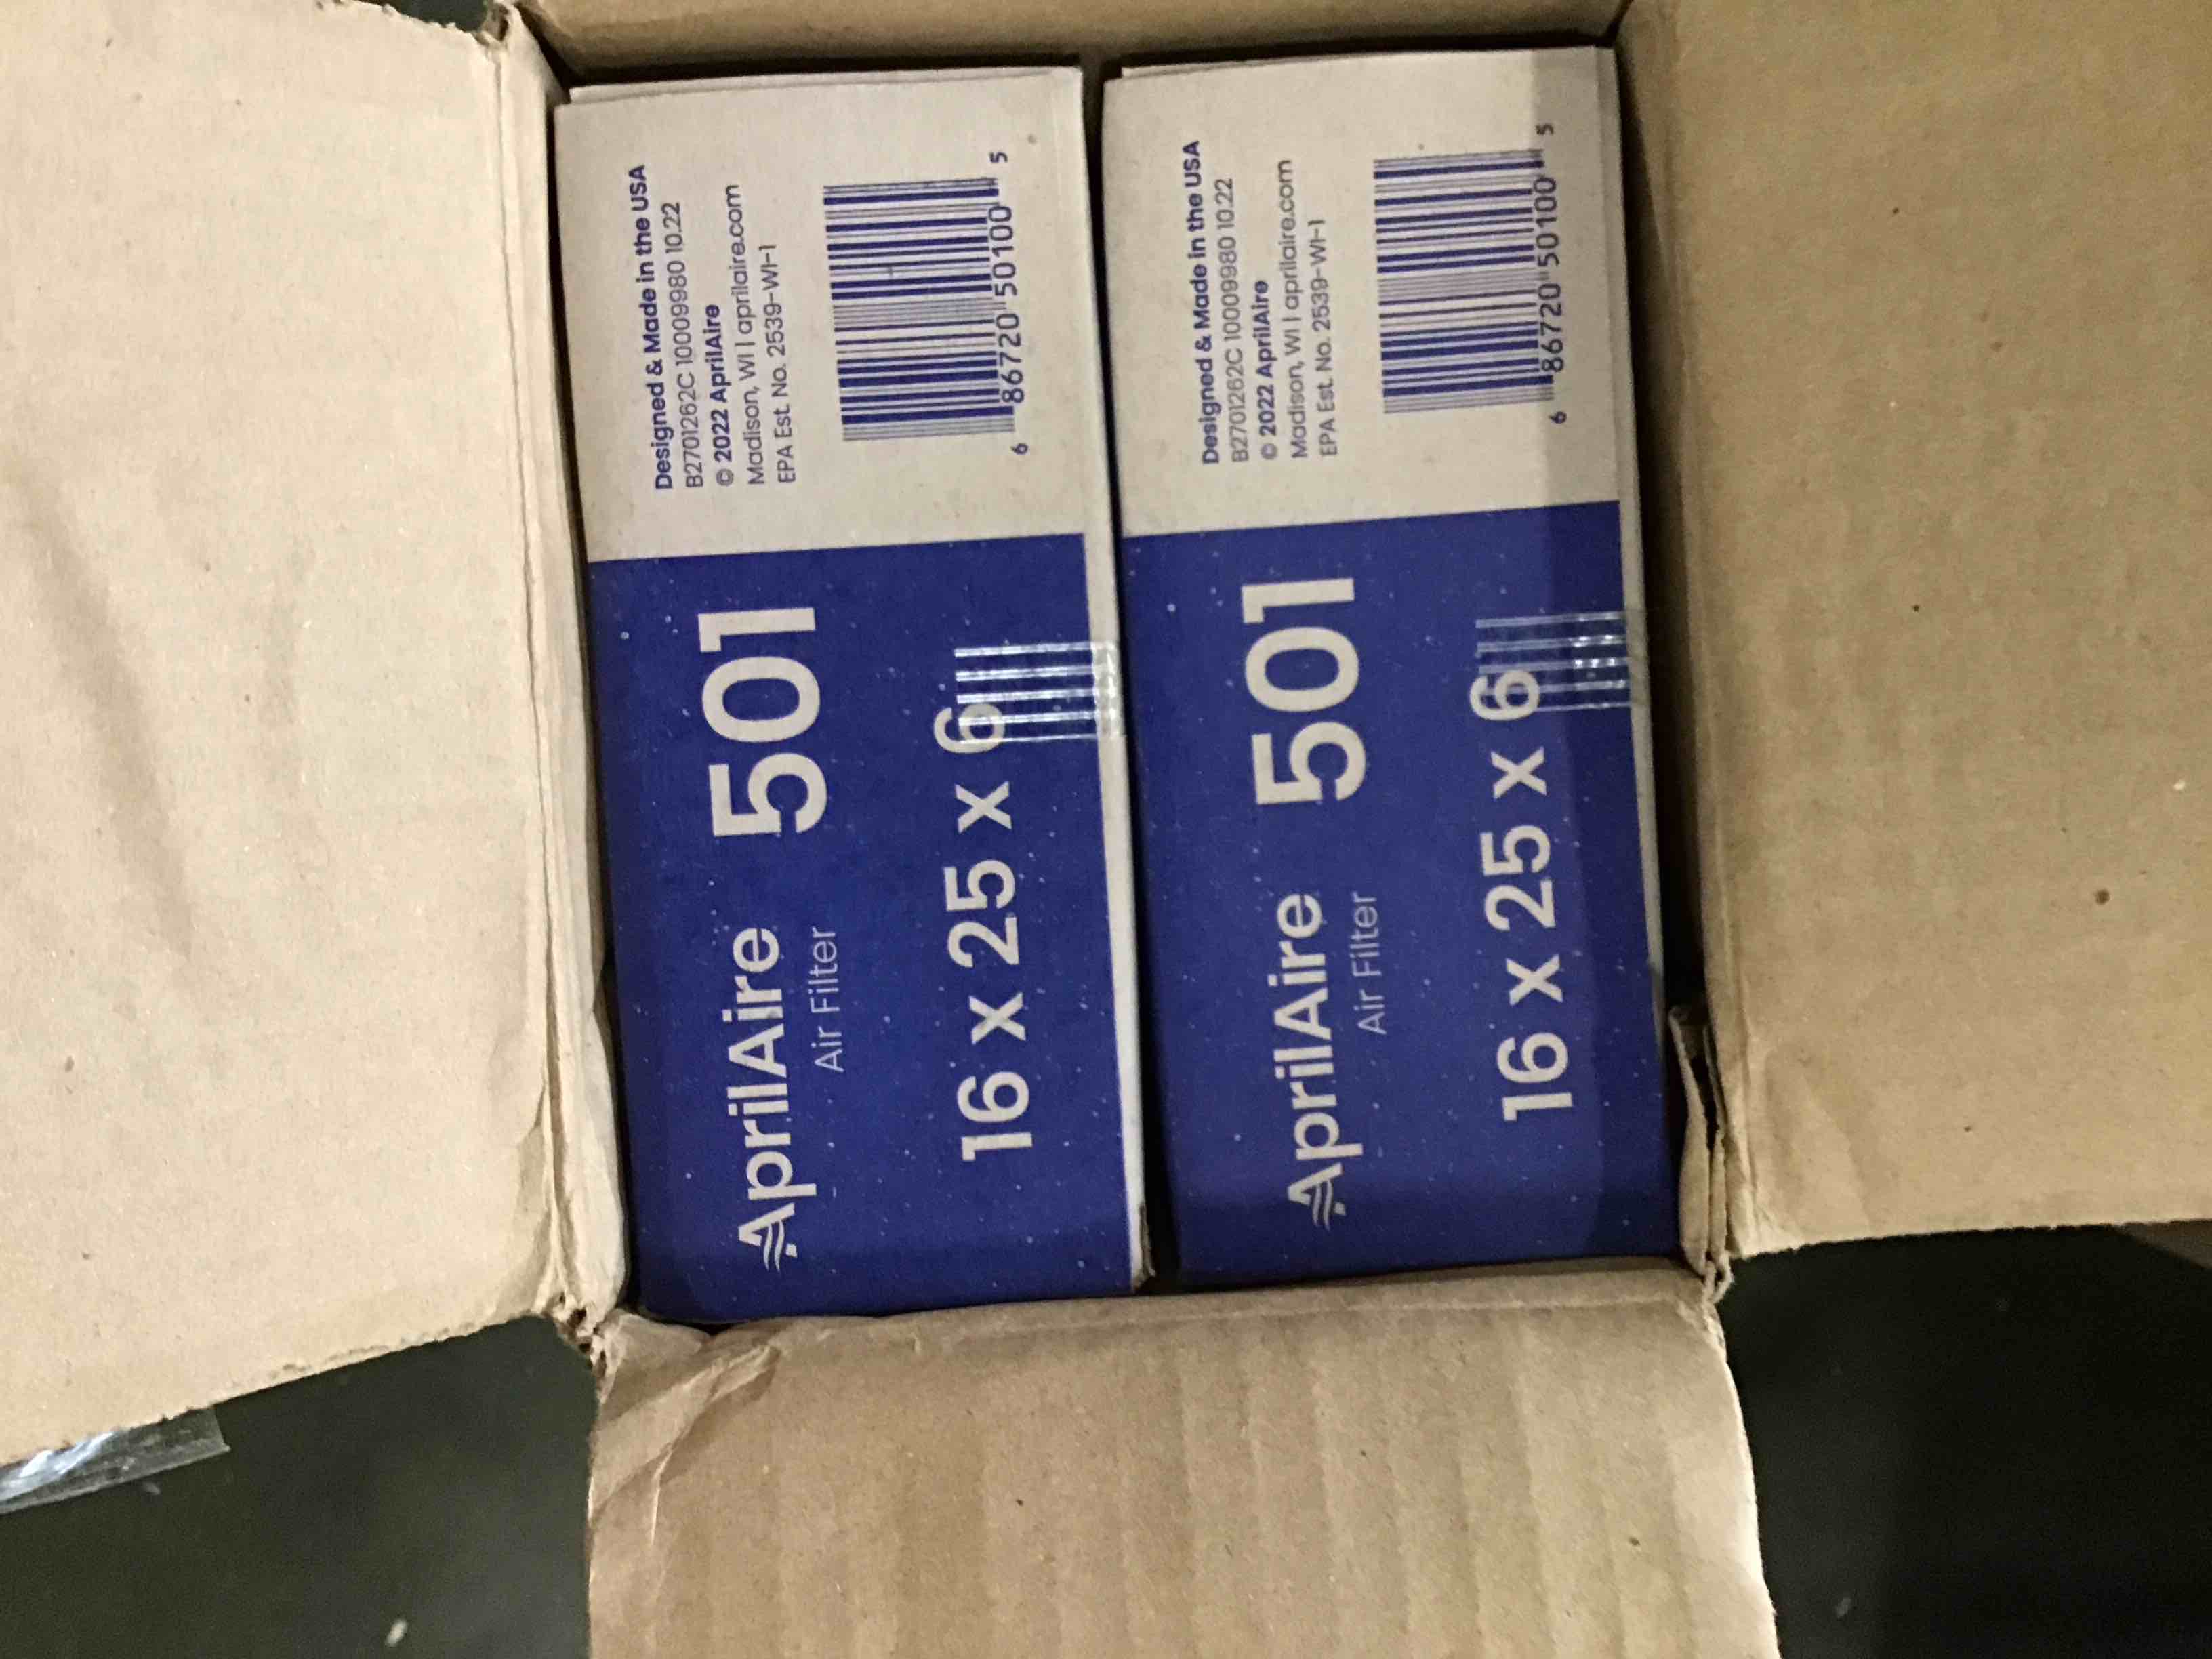 AprilAire 501
Air Filter
16 x 25 x 6
Designed & Made in the USA
B2701262C 10009980 10.22
© 2022 AprilAire
Madison, WI | aprilaire.com
EPA Est. No. 2539-WI-1
6 86720 50100 5
AprilAire 501
Air Filter
16 x 25 x 6
Designed & Made in the USA
B2701262C 10009980 10.22
© 2022 AprilAire
Madison, WI | aprilaire.com
EPA Est. No. 2539-WI-1
6 86720 50100 5